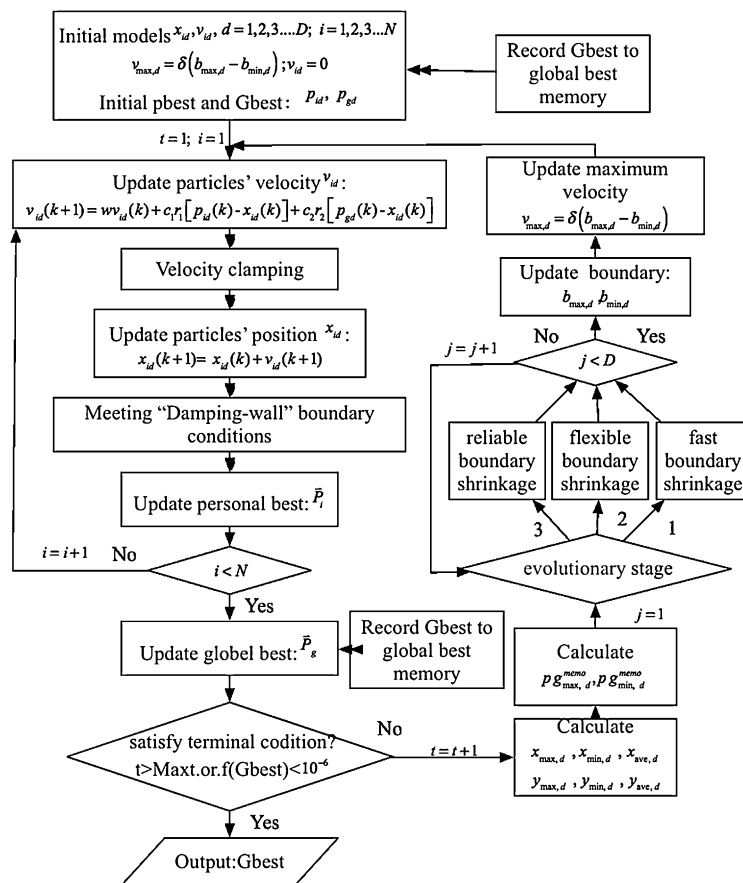 Initial models x_id, v_id, d = 1,2,3....D; i = 1,2,3...N
v_max,d = δ(b_max,d − b_min,d); v_id = 0
Initial pbest and Gbest: p_id, p_gd
Record Gbest to
global best
memory
t = 1; i = 1
Update particles' velocity v_id:
v_id(k+1) = wv_id(k) + c_1r_1[p_id(k) - x_id(k)] + c_2r_2[p_gd(k) - x_id(k)]
Velocity clamping
Update particles' position x_id:
x_id(k+1) = x_id(k) + v_id(k+1)
Meeting “Damping-wall” boundary
conditions
Update personal best: P⃗_i
i = i+1
No
i < N
Yes
Update globel best: P⃗_g
Record Gbest to
global best
memory
satisfy terminal codition?
t>Maxt.or.f(Gbest)<10^-6
No
t = t+1
Yes
Output:Gbest
Calculate
x_max, d , x_min, d , x_ave, d
y_max, d , y_min, d , y_ave, d
Calculate
pg^memo_max, d , pg^memo_min, d
j=1
evolutionary stage
3
2
1
reliable
boundary
shrinkage
flexible
boundary
shrinkage
fast
boundary
shrinkage
j = j+1
No
Yes
j < D
Update boundary:
b_max,d b_min,d
Update maximum
velocity
v_max,d = δ(b_max,d − b_min,d)